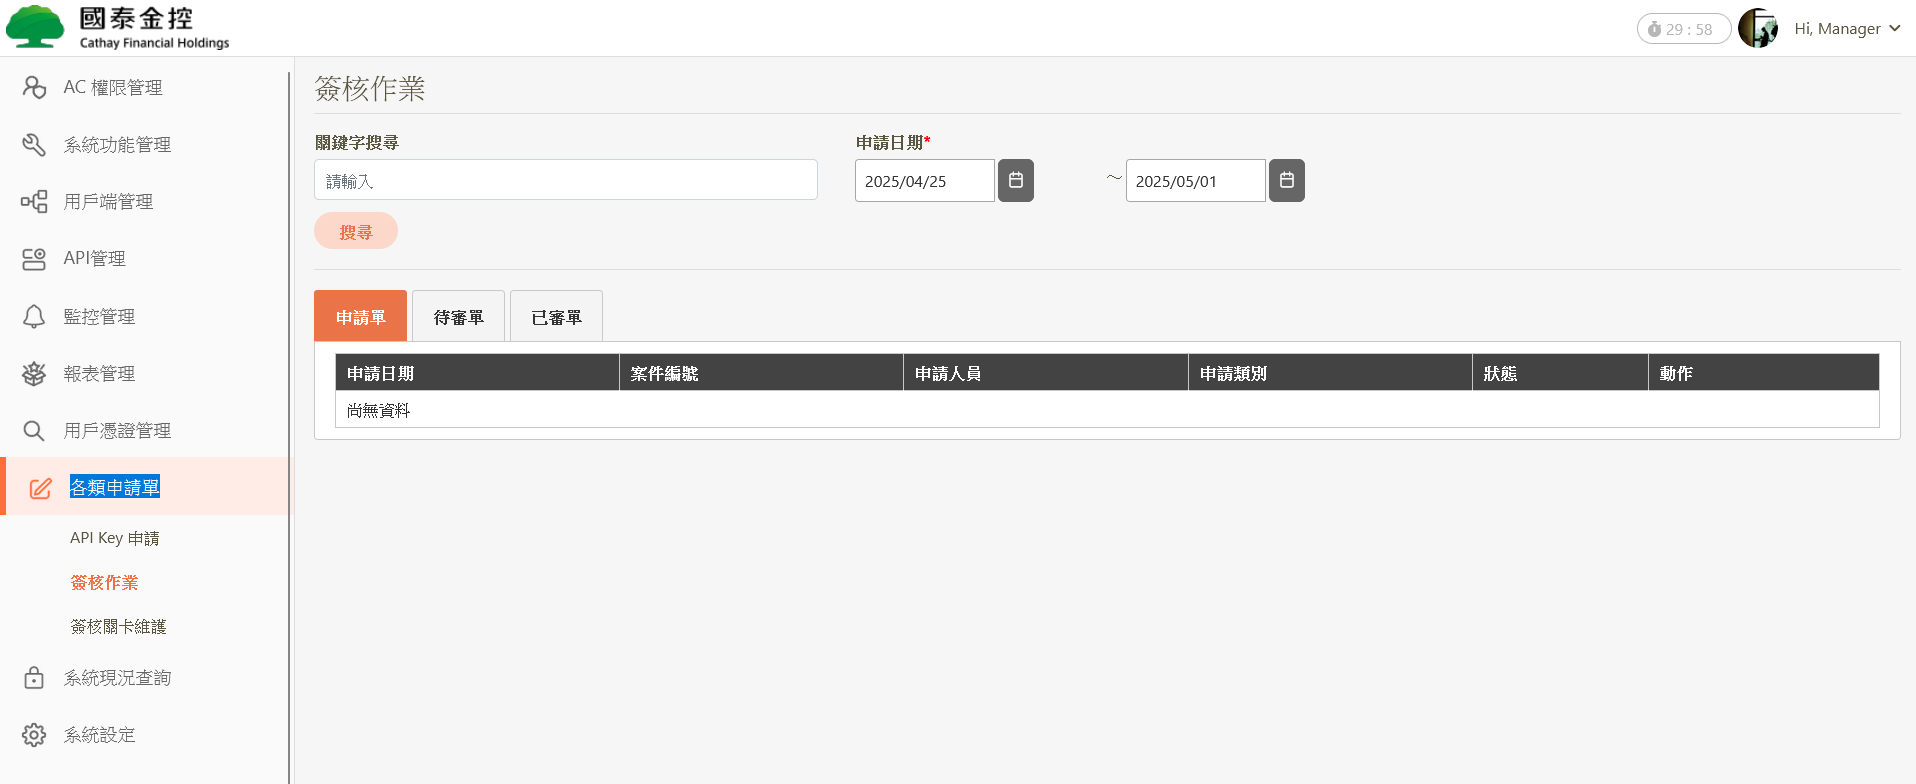 國泰金控
Cathay Financial Holdings
29 : 58
Hi, Manager
AC 權限管理
系統功能管理
用戶端管理
API管理
監控管理
報表管理
用戶憑證管理
各類申請單
API Key 申請
簽核作業
簽核關卡維護
系統現況查詢
系統設定
簽核作業
關鍵字搜尋
請輸入
申請日期*
2025/04/25
～
2025/05/01
搜尋
申請單 待審單 已審單
申請日期 案件編號 申請人員 申請類別 狀態 動作
尚無資料